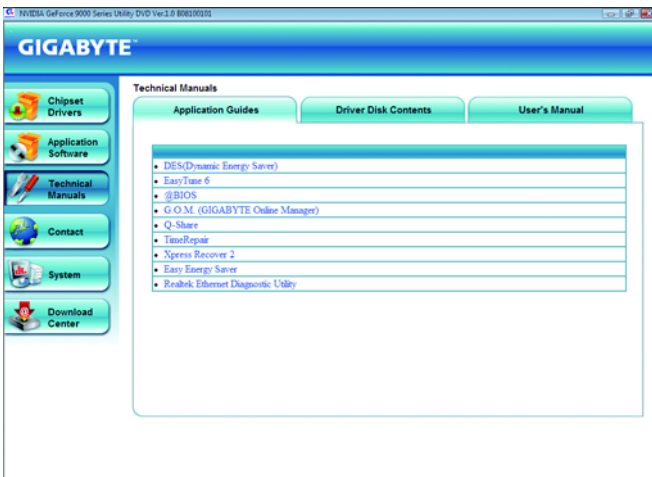 NVIDIA GeForce 9000 Series Utility DVD Ver.1.0 B08100101
GIGABYTE™
Chipset
Drivers
Application
Software
Technical
Manuals
Contact
System
Download
Center
Technical Manuals
Application Guides
Driver Disk Contents
User's Manual
• DES(Dynamic Energy Saver)
• EasyTune 6
• @BIOS
• G.O.M. (GIGABYTE Online Manager)
• Q-Share
• TimeRepair
• Xpress Recover 2
• Easy Energy Saver
• Realtek Ethernet Diagnostic Utility